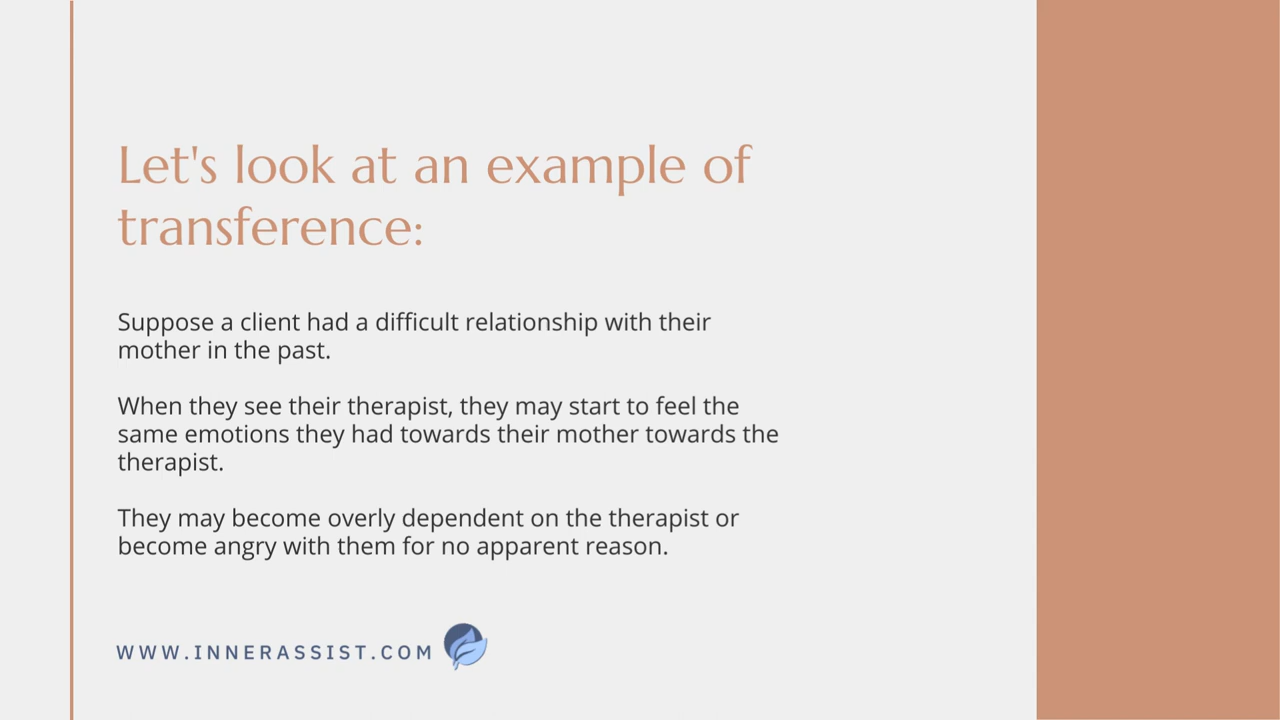 Let's look at an example of
transference:
Suppose a client had a difficult relationship with their
mother in the past.
When they see their therapist, they may start to feel the
same emotions they had towards their mother towards the
therapist.
They may become overly dependent on the therapist or
become angry with them for no apparent reason.
WWW.INNERASSIST.COM